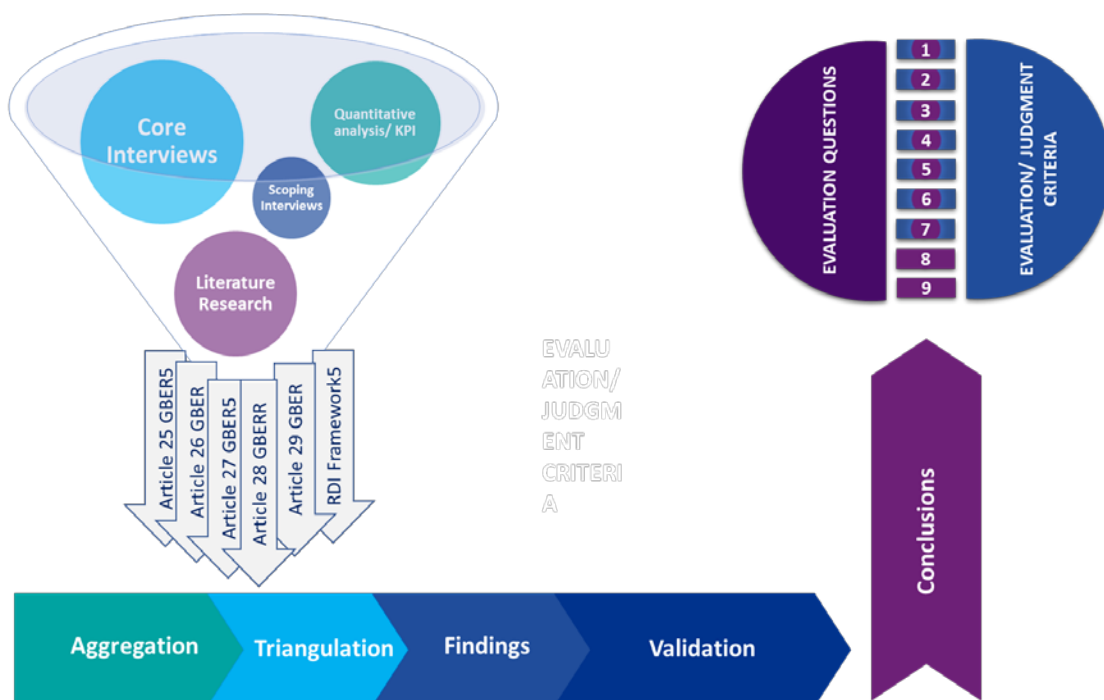 Core
Interviews
Quantitative
analysis/ KPI
Scoping
Interviews
Literature
Research
Article 25 GBER5
Article 26 GBER
Article 27 GBER5
Article 28 GBERR
Article 29 GBER
RDI Framework5
EVALU
ATION/
JUDGM
ENT
CRITERI
A
EVALUATION QUESTIONS
1
2
3
4
5
6
7
8
9
EVALUATION/ JUDGMENT
CRITERIA
Aggregation
Triangulation
Findings
Validation
Conclusions